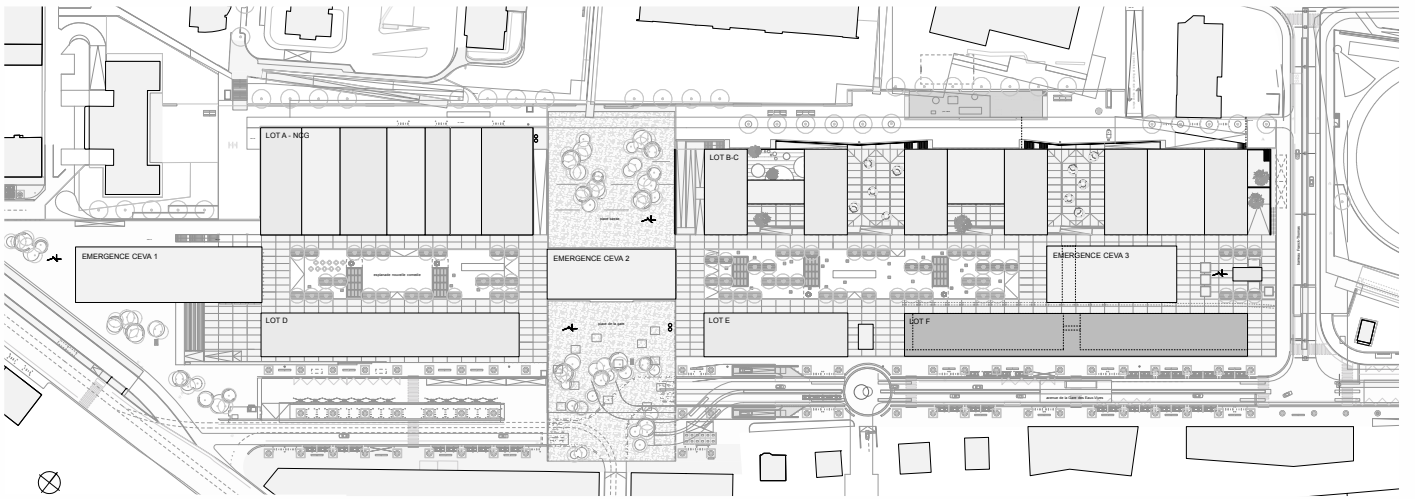 LOT A - NCG
LOT B-C
EMERGENCE CEVA 1
EMERGENCE CEVA 2
EMERGENCE CEVA 3
esplanade nouvelle comédie
LOT D
place de la gare
LOT E
LOT F
avenue de la Gare des Eaux-Vives